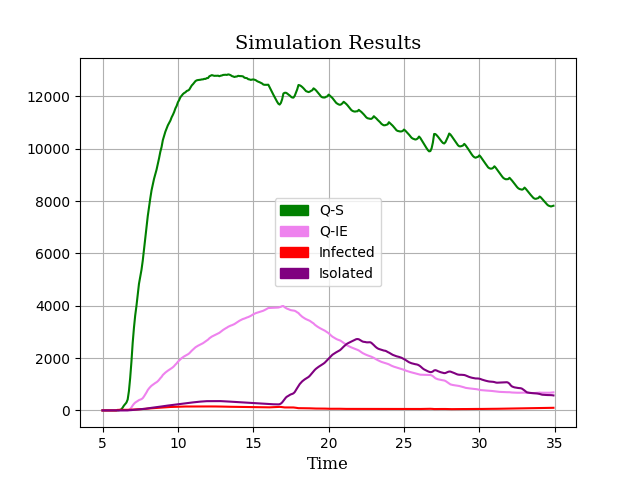 Simulation Results
12000
10000
8000
6000
4000
2000
0
Q-S
Q-IE
Infected
Isolated
5 10 15 20 25 30 35
Time